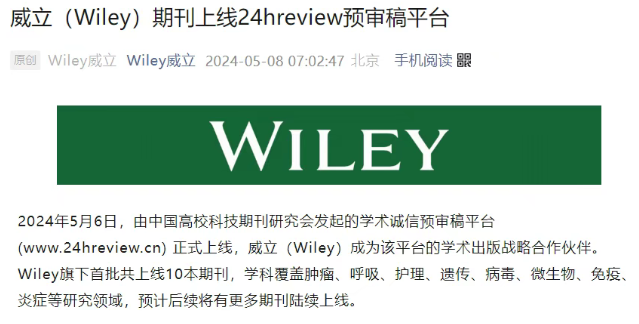 威立（Wiley）期刊上线24hreview预审稿平台
原创 Wiley威立 Wiley威立 2024-05-08 07:02:47 北京 手机阅读
WILEY
2024年5月6日，由中国高校科技期刊研究会发起的学术诚信预审稿平台
(www.24hreview.cn) 正式上线，威立（Wiley）成为该平台的学术出版战略合作伙伴。
Wiley旗下首批共上线10本期刊，学科覆盖肿瘤、呼吸、护理、遗传、病毒、微生物、免疫、
炎症等研究领域，预计后续将有更多期刊陆续上线。